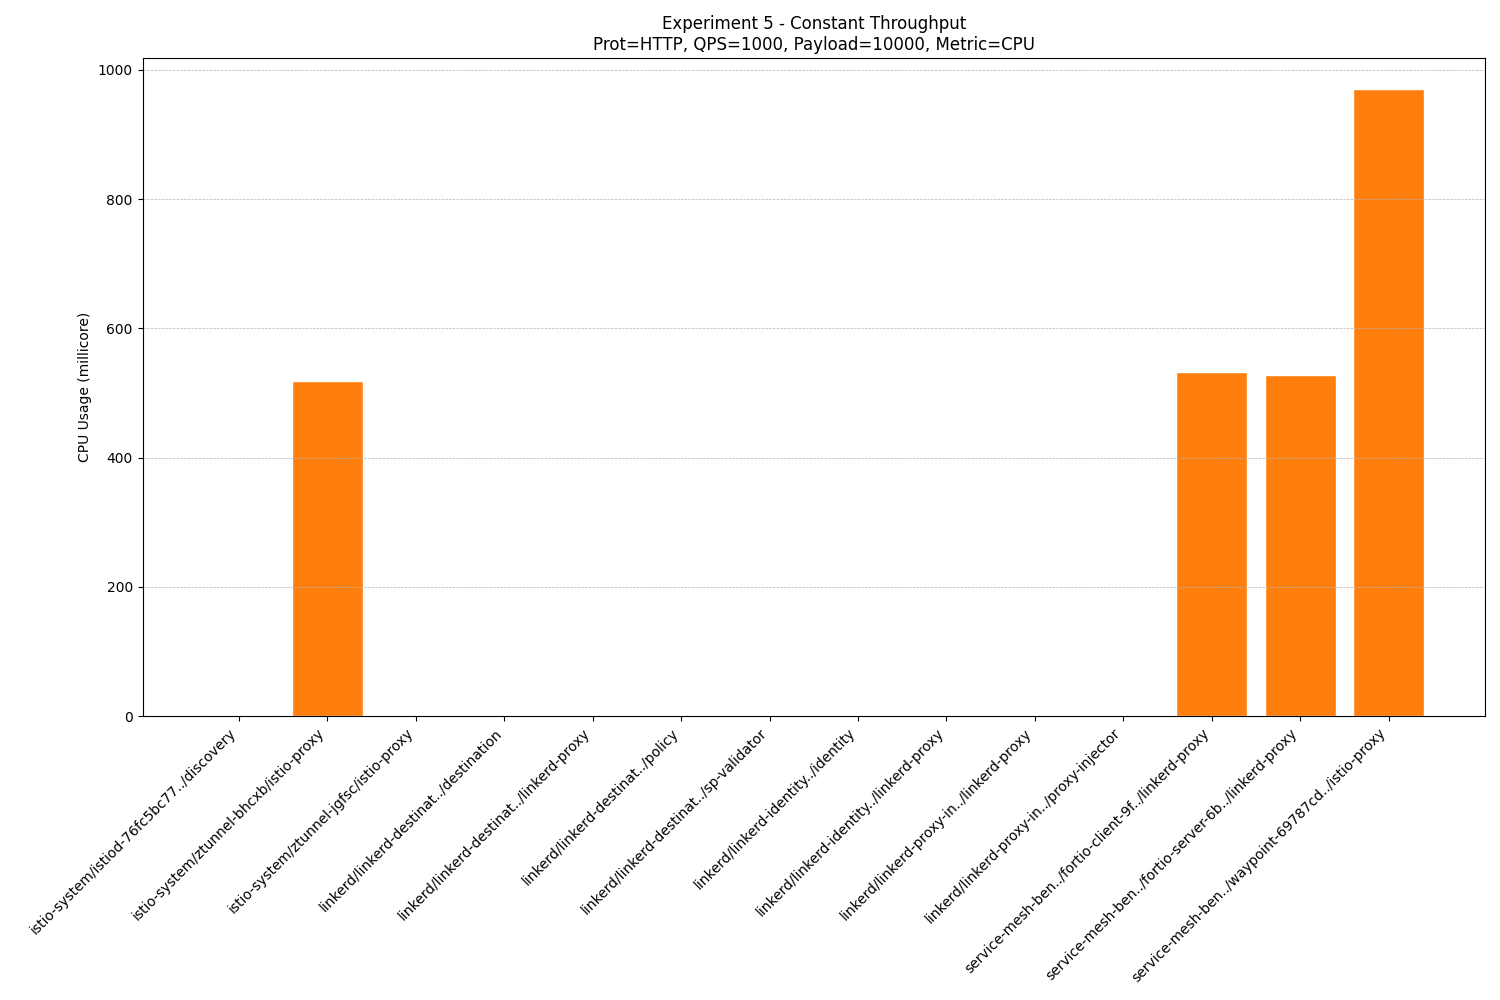 Experiment 5 - Constant Throughput
Prot=HTTP, QPS=1000, Payload=10000, Metric=CPU
CPU Usage (millicore)
1000
800
600
400
200
0
istio-system/istiod-76fc5bc77../discovery
istio-system/ztunnel-bhcxb/istio-proxy
istio-system/ztunnel-jgfsc/istio-proxy
linkerd/linkerd-destinat../destination
linkerd/linkerd-destinat../linkerd-proxy
linkerd/linkerd-destinat../policy
linkerd/linkerd-destinat../sp-validator
linkerd/linkerd-identity../identity
linkerd/linkerd-identity../linkerd-proxy
linkerd/linkerd-proxy-in../linkerd-proxy
linkerd/linkerd-proxy-in../proxy-injector
service-mesh-ben../fortio-client-9f../linkerd-proxy
service-mesh-ben../fortio-server-6b../linkerd-proxy
service-mesh-ben../waypoint-69787cd../istio-proxy